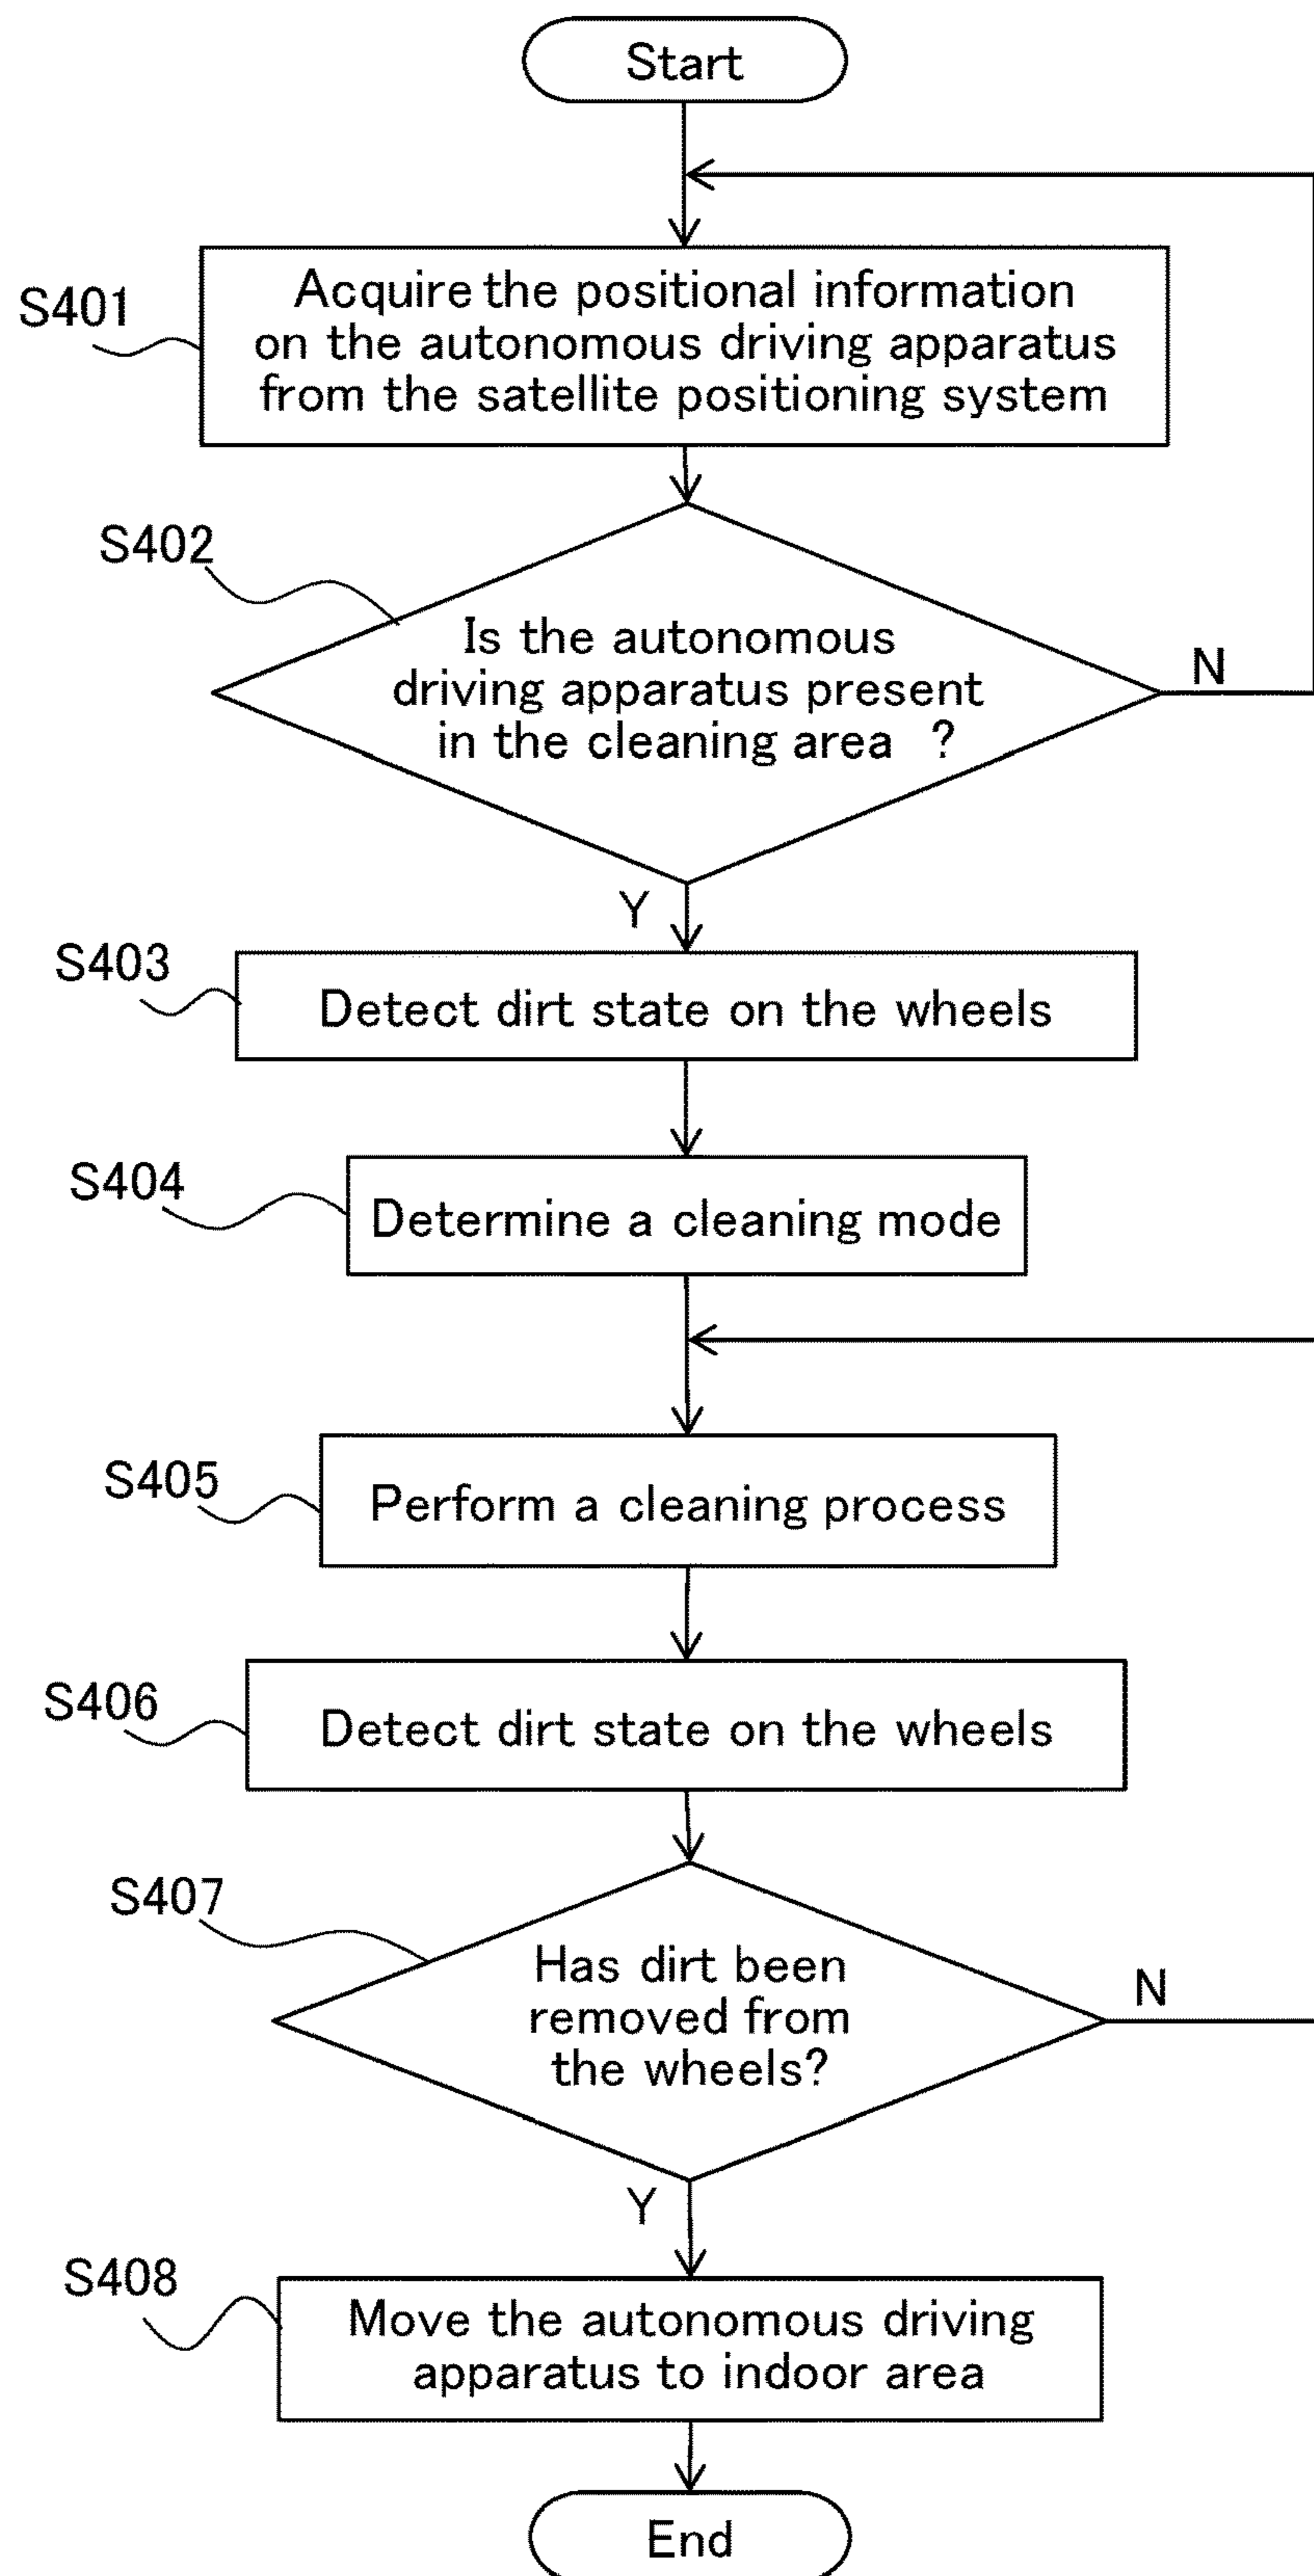 Start
S401
Acquire the positional information
on the autonomous driving apparatus
from the satellite positioning system
S402
Is the autonomous
driving apparatus present
in the cleaning area ?
N
Y
S403
Detect dirt state on the wheels
S404
Determine a cleaning mode
S405
Perform a cleaning process
S406
Detect dirt state on the wheels
S407
Has dirt been
removed from
the wheels?
N
Y
S408
Move the autonomous driving
apparatus to indoor area
End